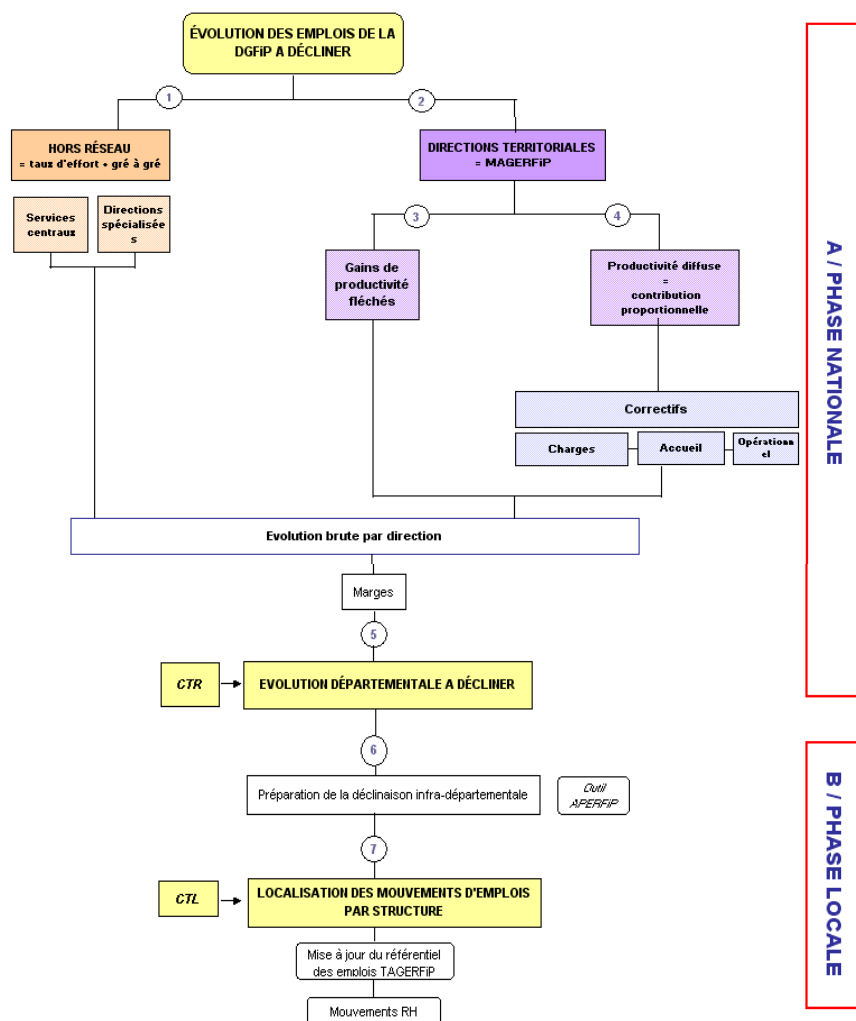 ÉVOLUTION DES EMPLOIS DE LA
DGFiP A DÉCLINER
1
2
HORS RÉSEAU
= taux d'effort + gré à gré
DIRECTIONS TERRITORIALES
= MAGERFiP
Services
centraux
Directions
spécialisée
s
3
4
Gains de
productivité
fléchés
Productivité diffuse
=
contribution
proportionnelle
Correctifs
Charges
Accueil
Opérationn
el
Evolution brute par direction
Marges
5
CTR
EVOLUTION DÉPARTEMENTALE A DÉCLINER
A / PHASE NATIONALE
6
Préparation de la déclinaison infra-départementale
Outil
APERFiP
7
CTL
LOCALISATION DES MOUVEMENTS D'EMPLOIS
PAR STRUCTURE
Mise à jour du référentiel
des emplois TAGERFiP
Mouvements RH
B / PHASE LOCALE